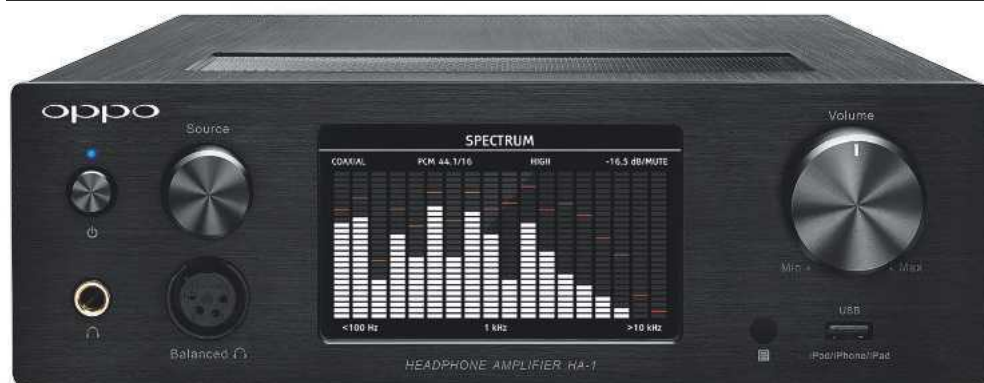 oppo
Source
Volume
SPECTRUM
COAXIAL PCM 44.1/16 HIGH -16.5 dB/MUTE
<100 Hz 1 kHz >10 kHz
Min Max
USB
Balanced
iPod/iPhone/iPad
HEADPHONE AMPLIFIER HA-1